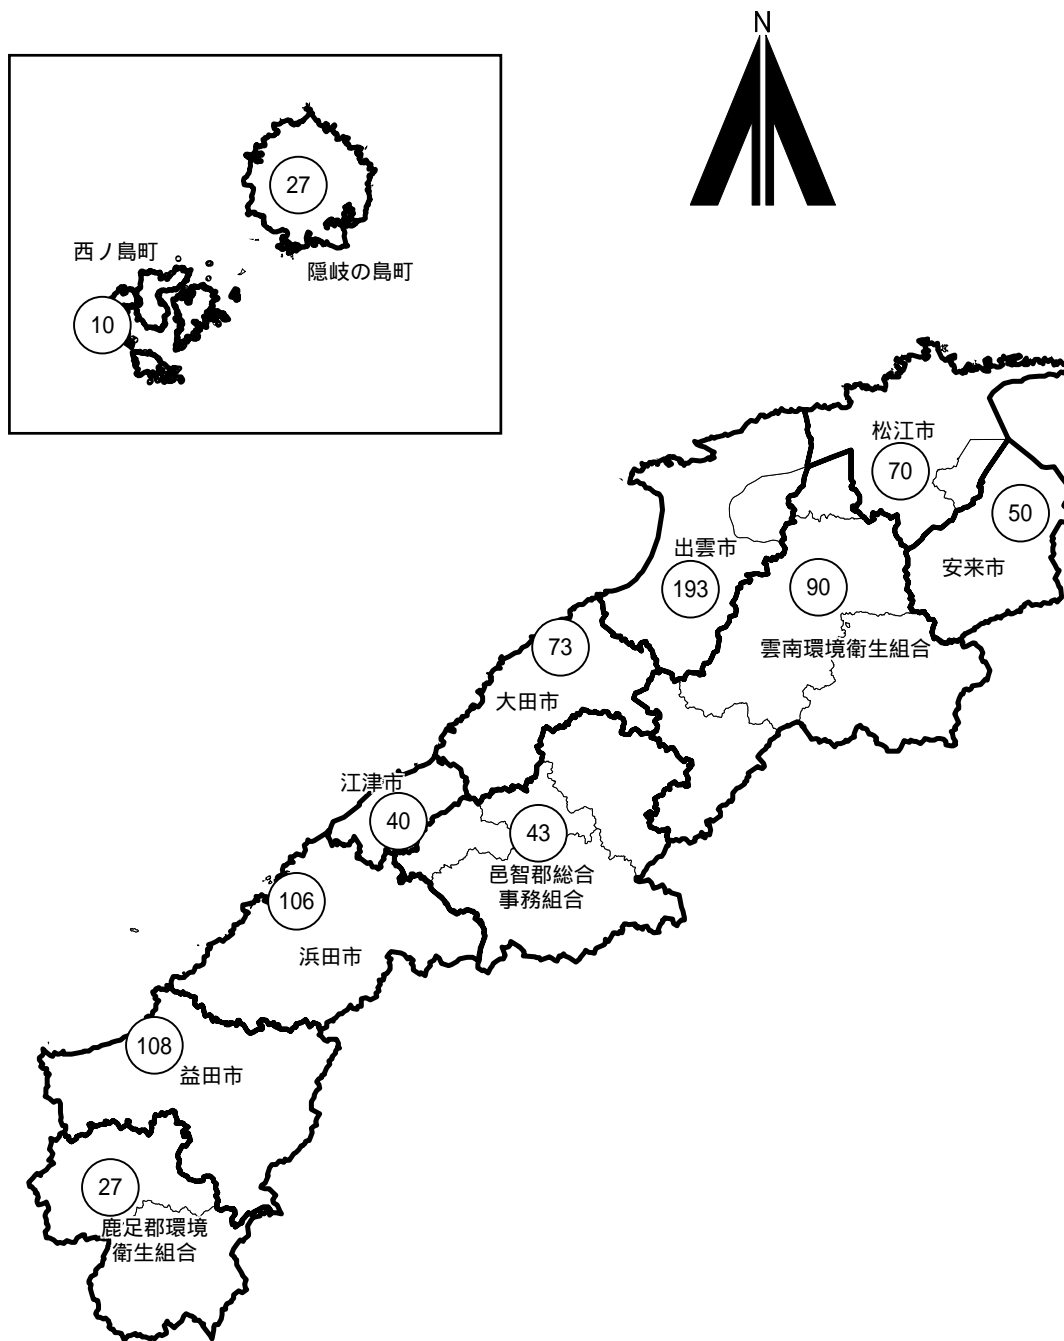 N
27
西ノ島町
隠岐の島町
10
松江市
70
50
出雲市
安来市
193
90
73
雲南環境衛生組合
大田市
江津市
40
43
邑智郡総合
事務組合
106
浜田市
108
益田市
27
鹿足郡環境
衛生組合